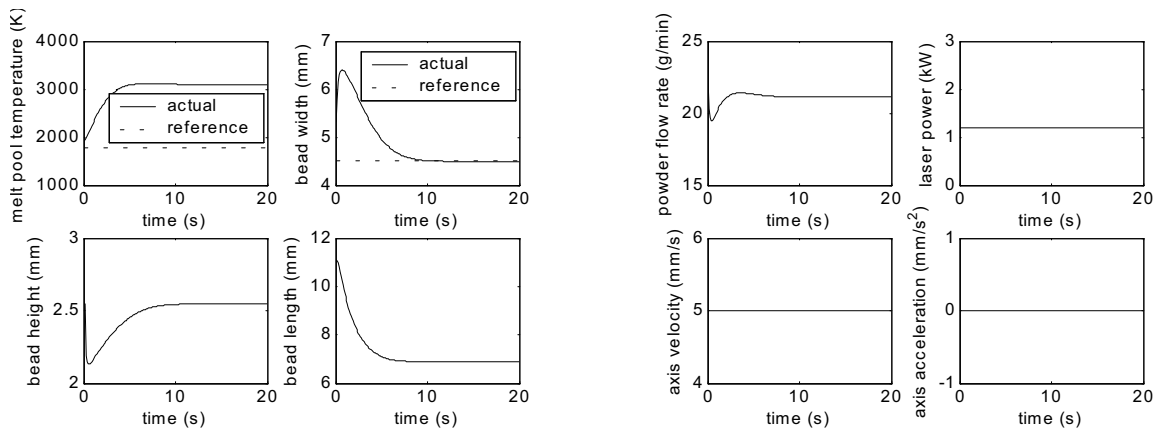 melt pool temperature (K)
4000
3000
2000
1000
actual
reference
0
10
20
time (s)
bead width (mm)
7
6
5
4
actual
reference
0
10
20
time (s)
bead height (mm)
3
2.5
2
0
10
20
time (s)
bead length (mm)
12
10
8
6
0
10
20
time (s)
powder flow rate (g/min)
25
20
15
0
10
20
time (s)
laser power (kW)
3
2
1
0
0
10
20
time (s)
axis velocity (mm/s)
6
5
4
0
10
20
time (s)
axis acceleration (mm/s²)
1
0
-1
0
10
20
time (s)